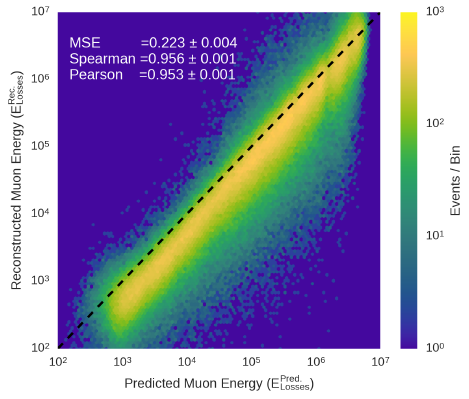 MSE =0.223 ± 0.004
Spearman =0.956 ± 0.001
Pearson =0.953 ± 0.001
10⁷
10⁶
10⁵
10⁴
10³
10²
10² 10³ 10⁴ 10⁵ 10⁶ 10⁷
Reconstructed Muon Energy (E^Rec._Losses)
Predicted Muon Energy (E^Pred._Losses)
10³
10²
10¹
10⁰
Events / Bin